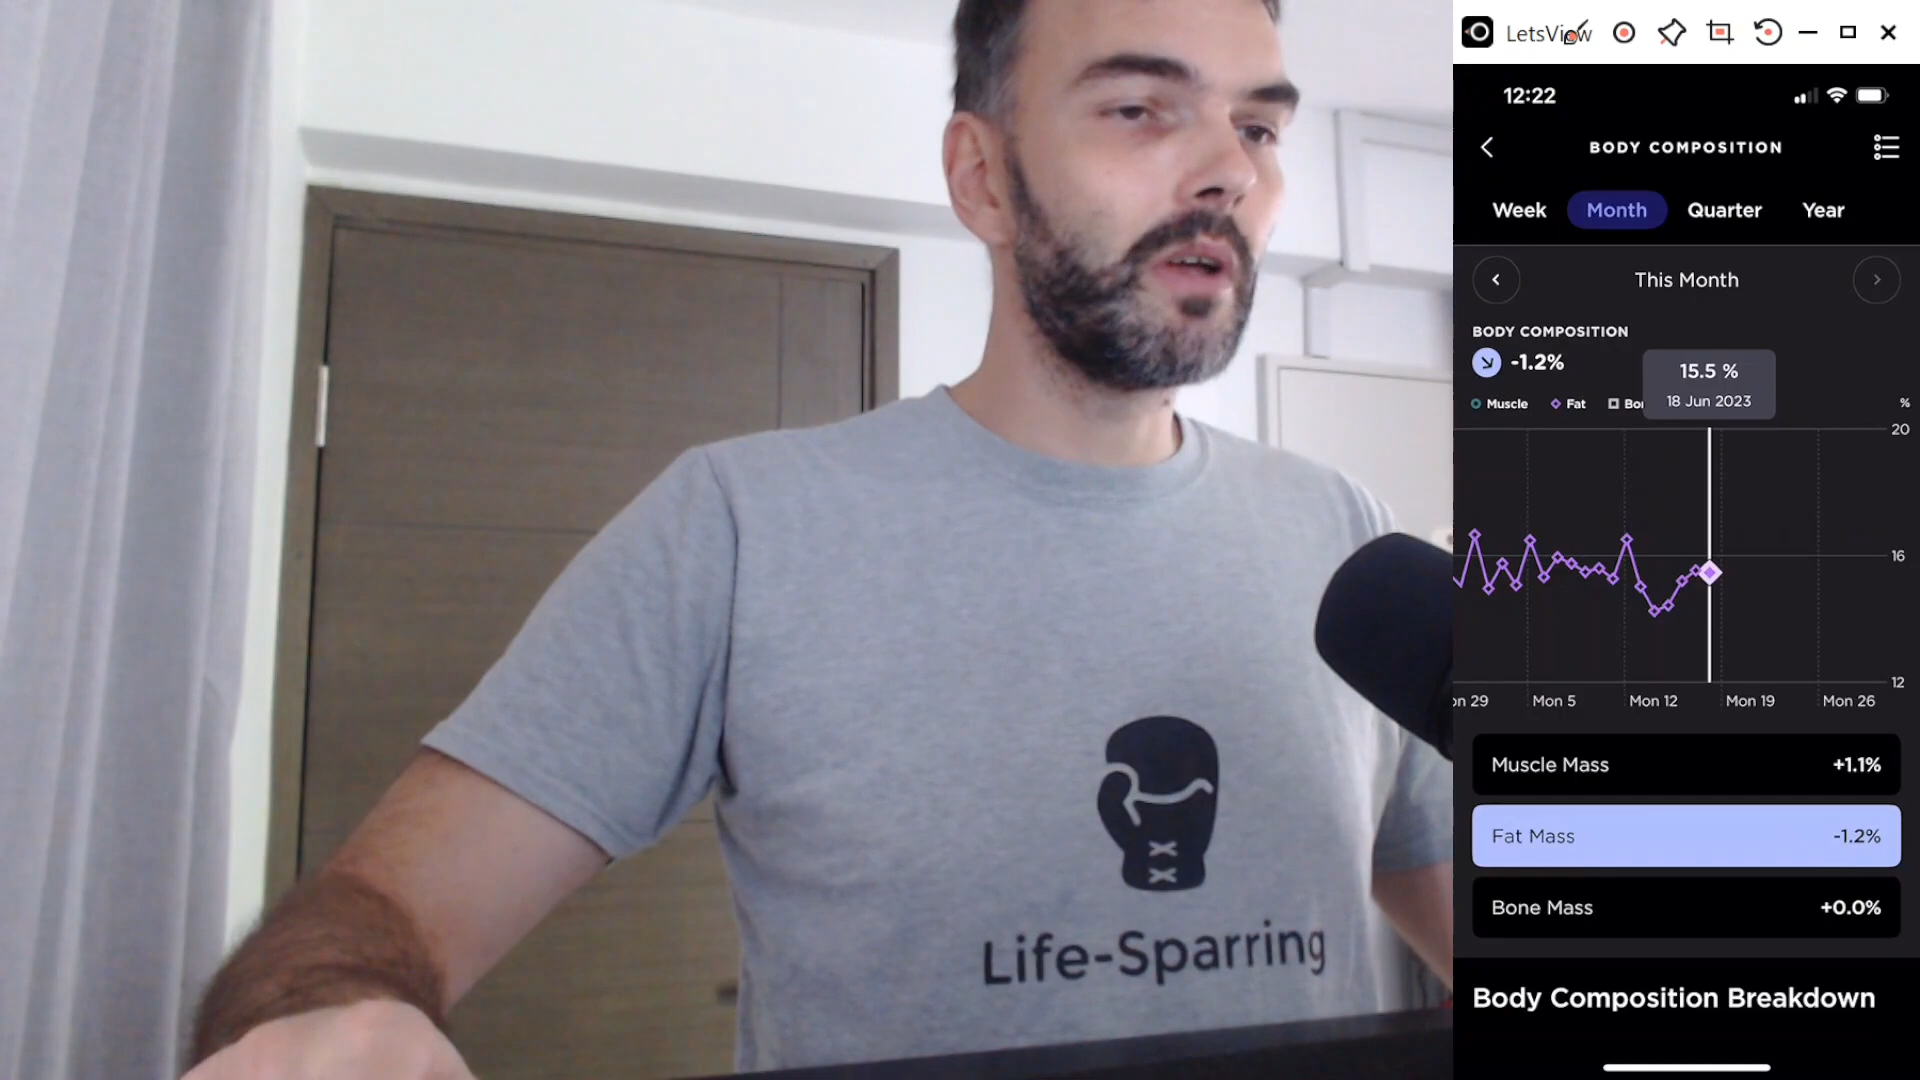 LetsView
12:22
BODY COMPOSITION
Week
Month
Quarter
Year
This Month
BODY COMPOSITION
-1.2%
15.5 %
18 Jun 2023
Muscle
Fat
%
20
16
12
29
Mon 5
Mon 12
Mon 19
Mon 26
Muscle Mass +1.1%
Fat Mass -1.2%
Bone Mass +0.0%
Body Composition Breakdown
Life-Sparring